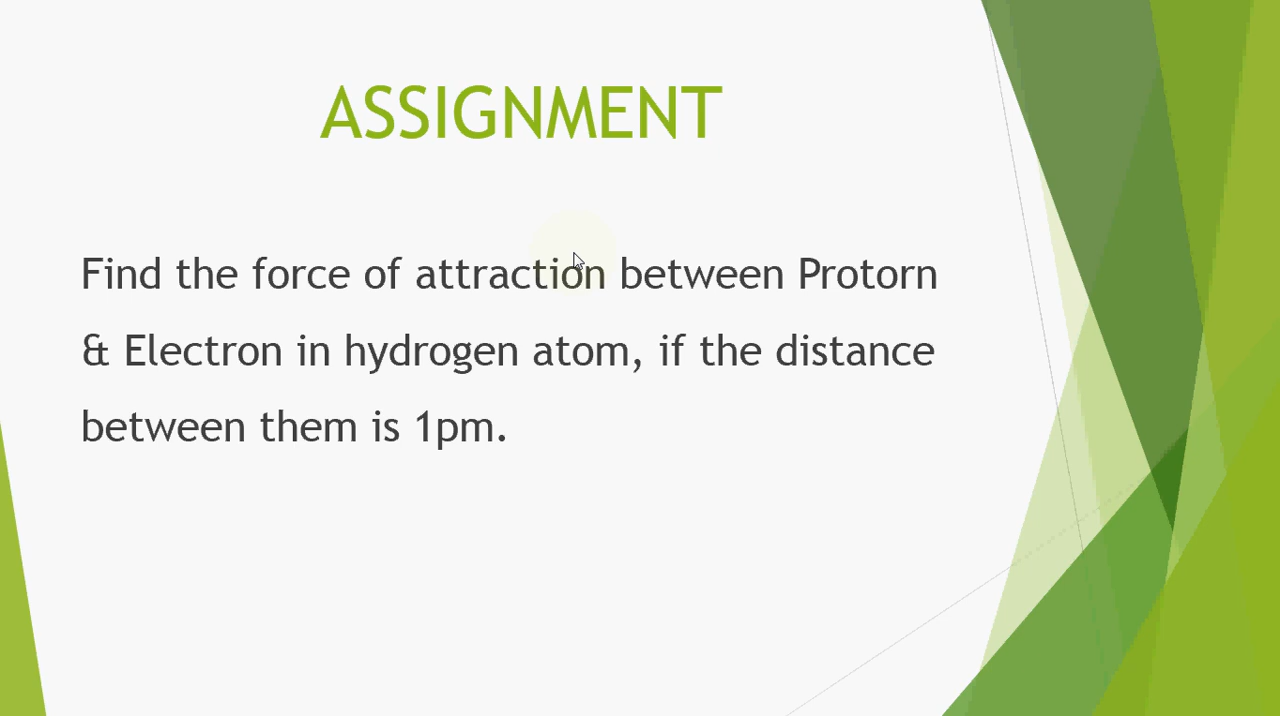 ASSIGNMENT
Find the force of attraction between Protorn
& Electron in hydrogen atom, if the distance
between them is 1pm.